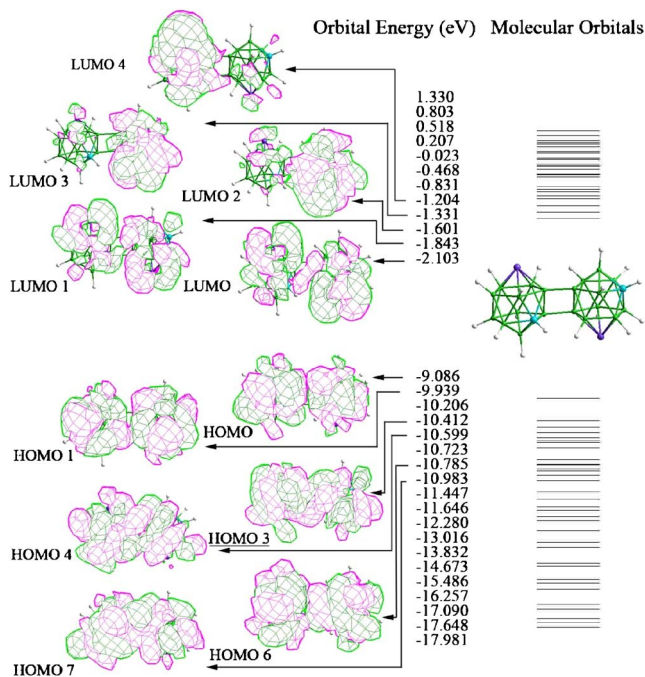 Orbital Energy (eV) Molecular Orbitals
LUMO 4
1.330
0.803
0.518
0.207
-0.023
-0.468
-0.831
-1.204
-1.331
-1.601
-1.843
-2.103
LUMO 3
LUMO 2
LUMO 1
LUMO
-9.086
-9.939
-10.206
-10.412
-10.599
-10.723
-10.785
-10.983
-11.447
-11.646
-12.280
-13.016
-13.832
-14.673
-15.486
-16.257
-17.090
-17.648
-17.981
HOMO
HOMO 1
HOMO 3
HOMO 4
HOMO 6
HOMO 7